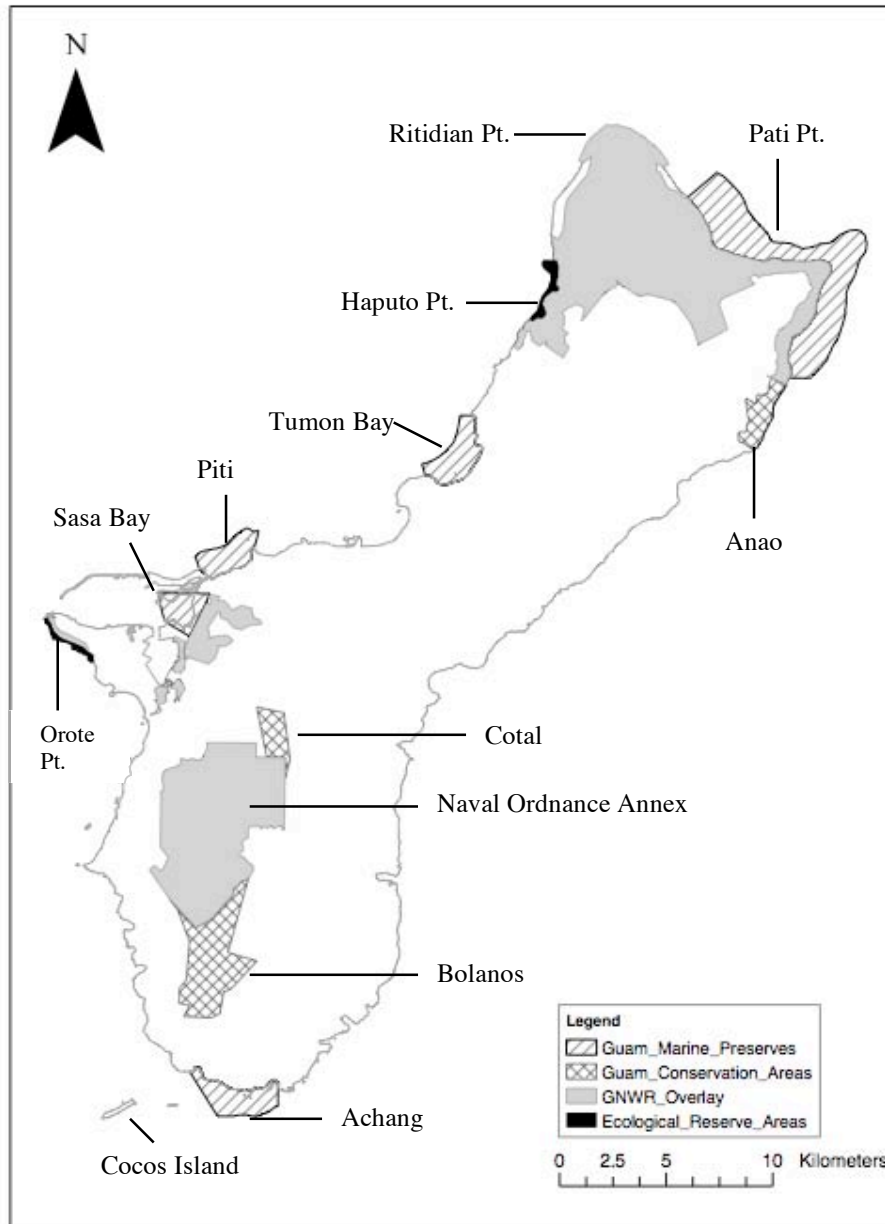 N
Ritidian Pt.
Pati Pt.
Haputo Pt.
Tumon Bay
Piti
Sasa Bay
Anao
Orote
Pt.
Cotal
Naval Ordnance Annex
Bolanos
Achang
Cocos Island
Legend
Guam_Marine_Preserves
Guam_Conservation_Areas
GNWR_Overlay
Ecological_Reserve_Areas
0 2.5 5 10 Kilometers